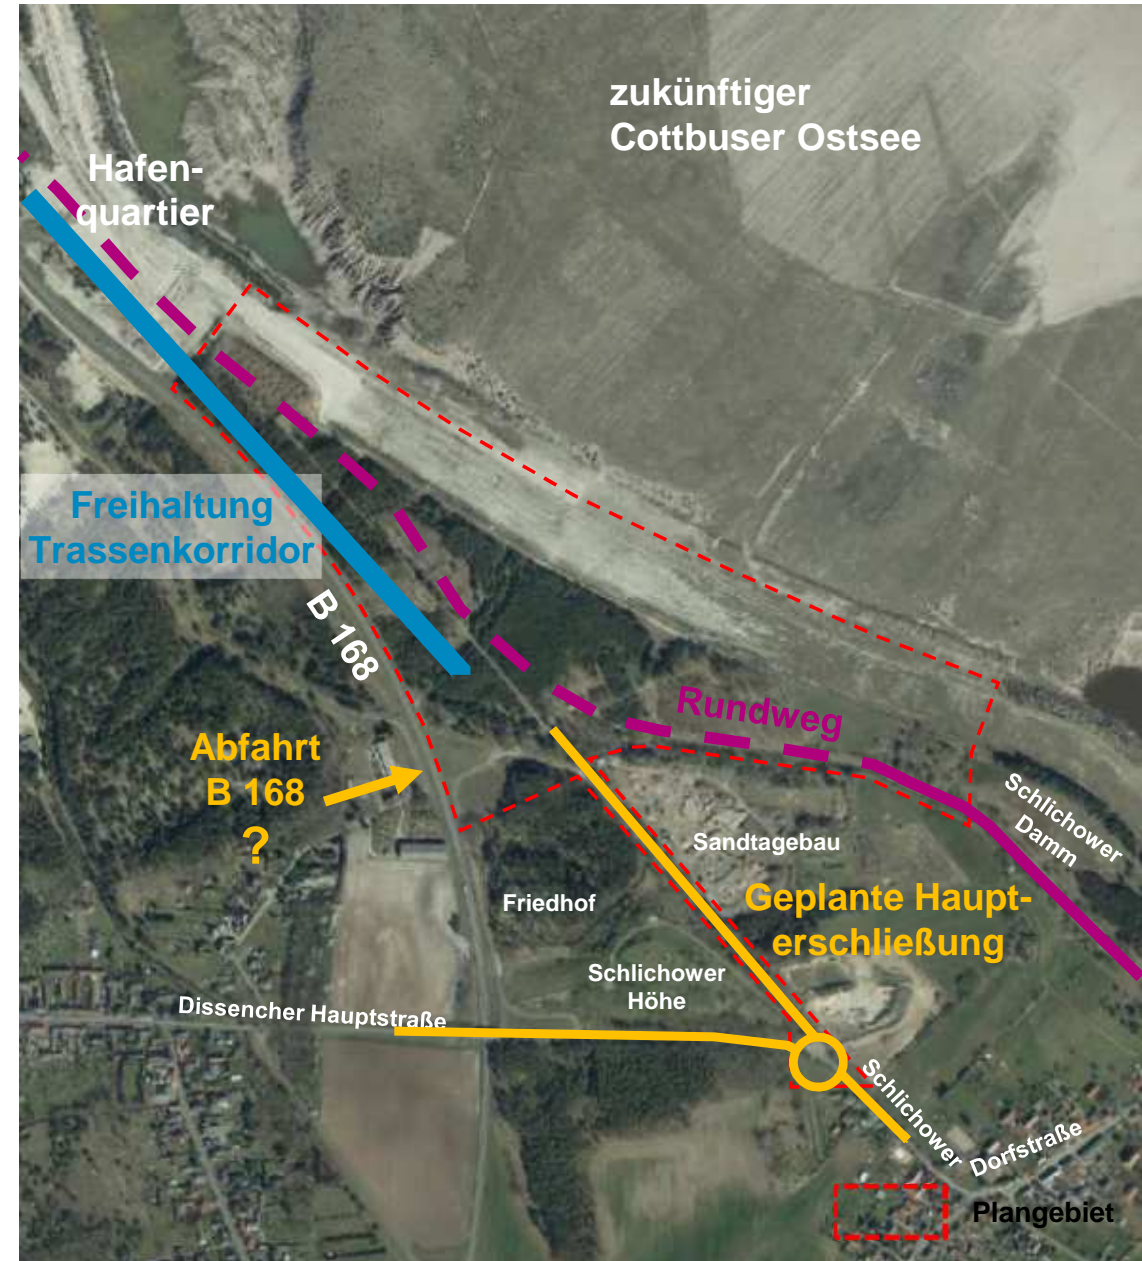 zukünftiger
Cottbuser Ostsee
Hafen-
quartier
Freihaltung
Trassenkorridor
B 168
Rundweg
Abfahrt
B 168
?
Schlichower
Damm
Sandtagebau
Geplante Haupt-
erschließung
Friedhof
Schlichower
Höhe
Dissencher Hauptstraße
Schlichower
Dorfstraße
Plangebiet